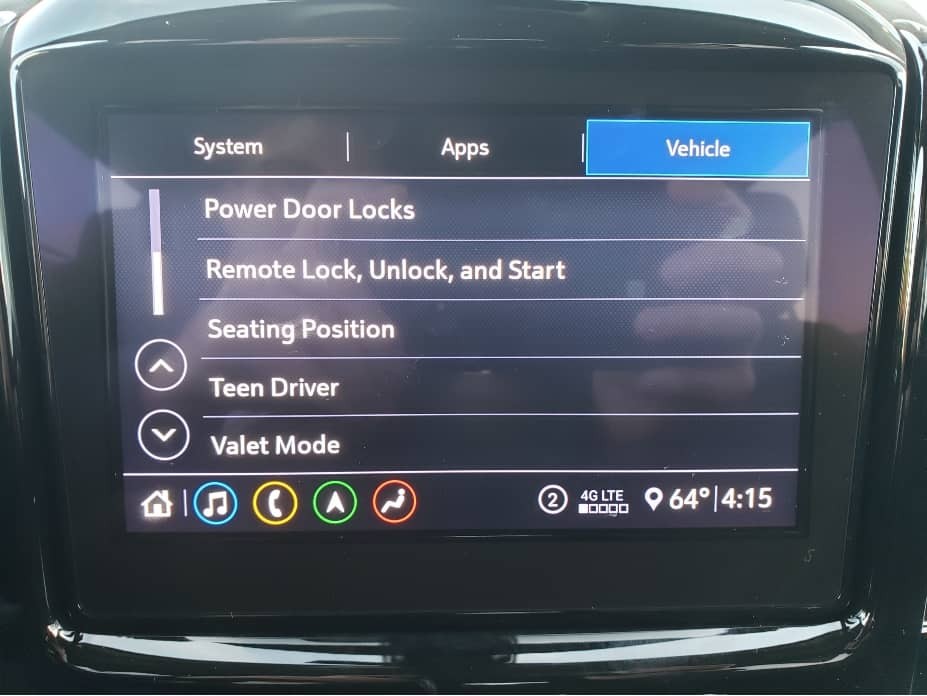 System | Apps | Vehicle
Power Door Locks
Remote Lock, Unlock, and Start
Seating Position
Teen Driver
Valet Mode
2 4G LTE 64° | 4:15